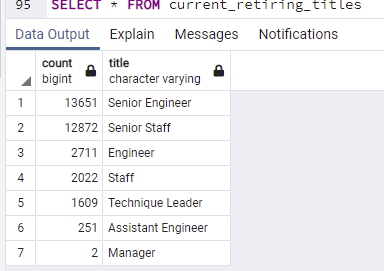 95 SELECT * FROM current_retiring_titles
Data Output Explain Messages Notifications
count title
bigint character varying
1 13651 Senior Engineer
2 12872 Senior Staff
3 2711 Engineer
4 2022 Staff
5 1609 Technique Leader
6 251 Assistant Engineer
7 2 Manager